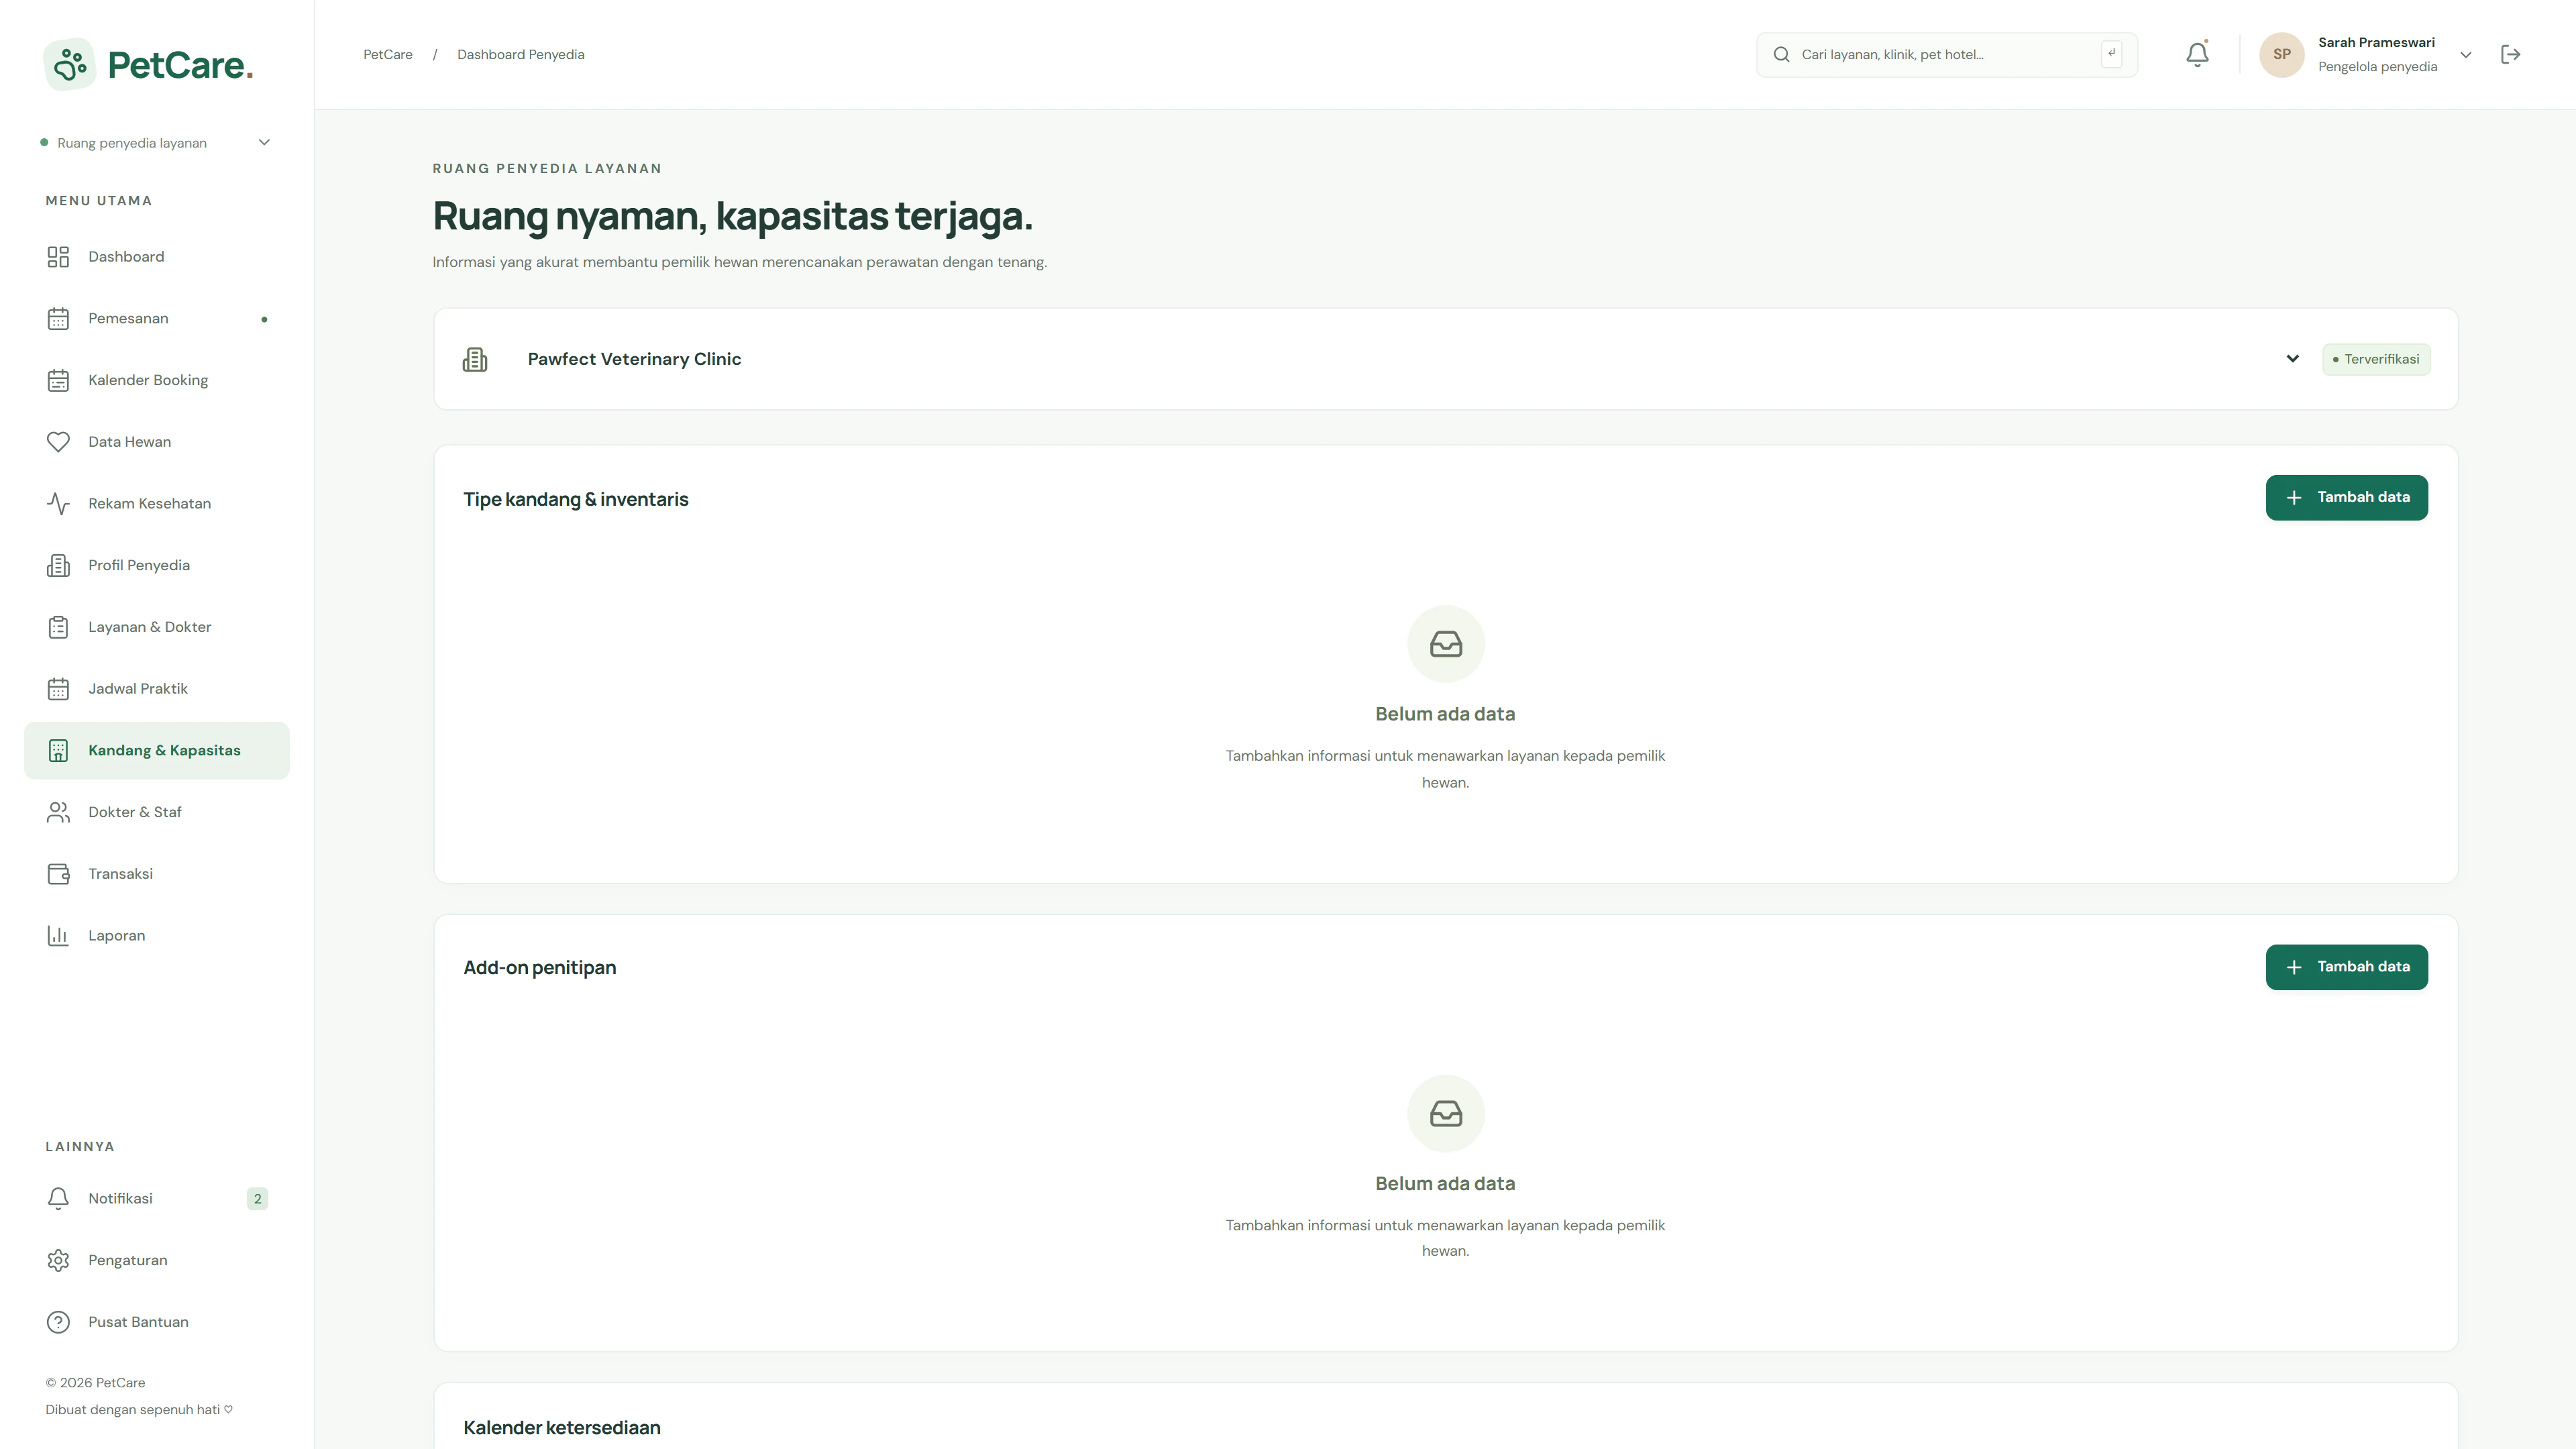 PetCare.
Ruang penyedia layanan
MENU UTAMA
Dashboard
Pemesanan
Kalender Booking
Data Hewan
Rekam Kesehatan
Profil Penyedia
Layanan & Dokter
Jadwal Praktik
Kandang & Kapasitas
Dokter & Staf
Transaksi
Laporan
LAINNYA
Notifikasi 2
Pengaturan
Pusat Bantuan
© 2026 PetCare
Dibuat dengan sepenuh hati ♡
PetCare / Dashboard Penyedia
Cari layanan, klinik, pet hotel... ↵
SP
Sarah Prameswari
Pengelola penyedia
RUANG PENYEDIA LAYANAN
Ruang nyaman, kapasitas terjaga.
Informasi yang akurat membantu pemilik hewan merencanakan perawatan dengan tenang.
Pawfect Veterinary Clinic
Terverifikasi
Tipe kandang & inventaris
Tambah data
Belum ada data
Tambahkan informasi untuk menawarkan layanan kepada pemilik
hewan.
Add-on penitipan
Tambah data
Belum ada data
Tambahkan informasi untuk menawarkan layanan kepada pemilik
hewan.
Kalender ketersediaan